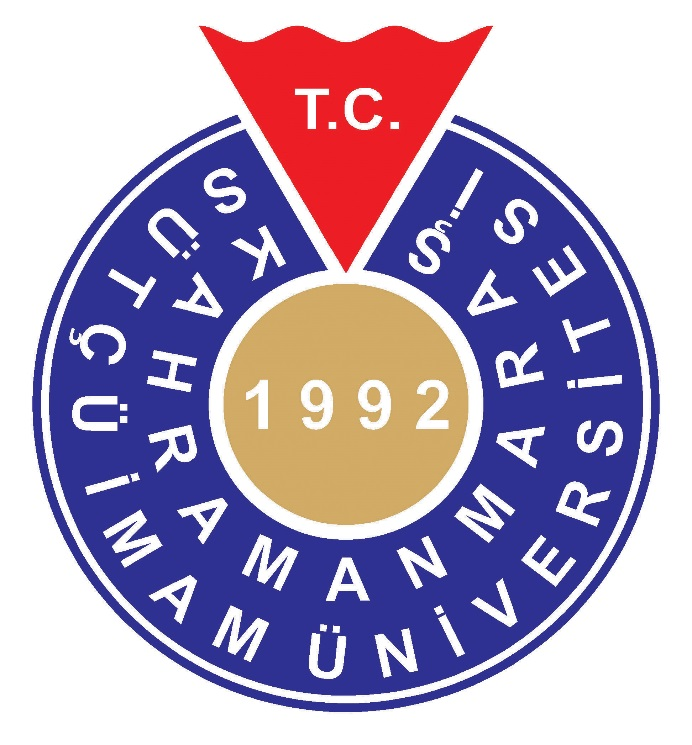 T.C.
KAHRAMANMARAŞ
SÜTÇÜ İMAM ÜNİVERSİTESİ
1992